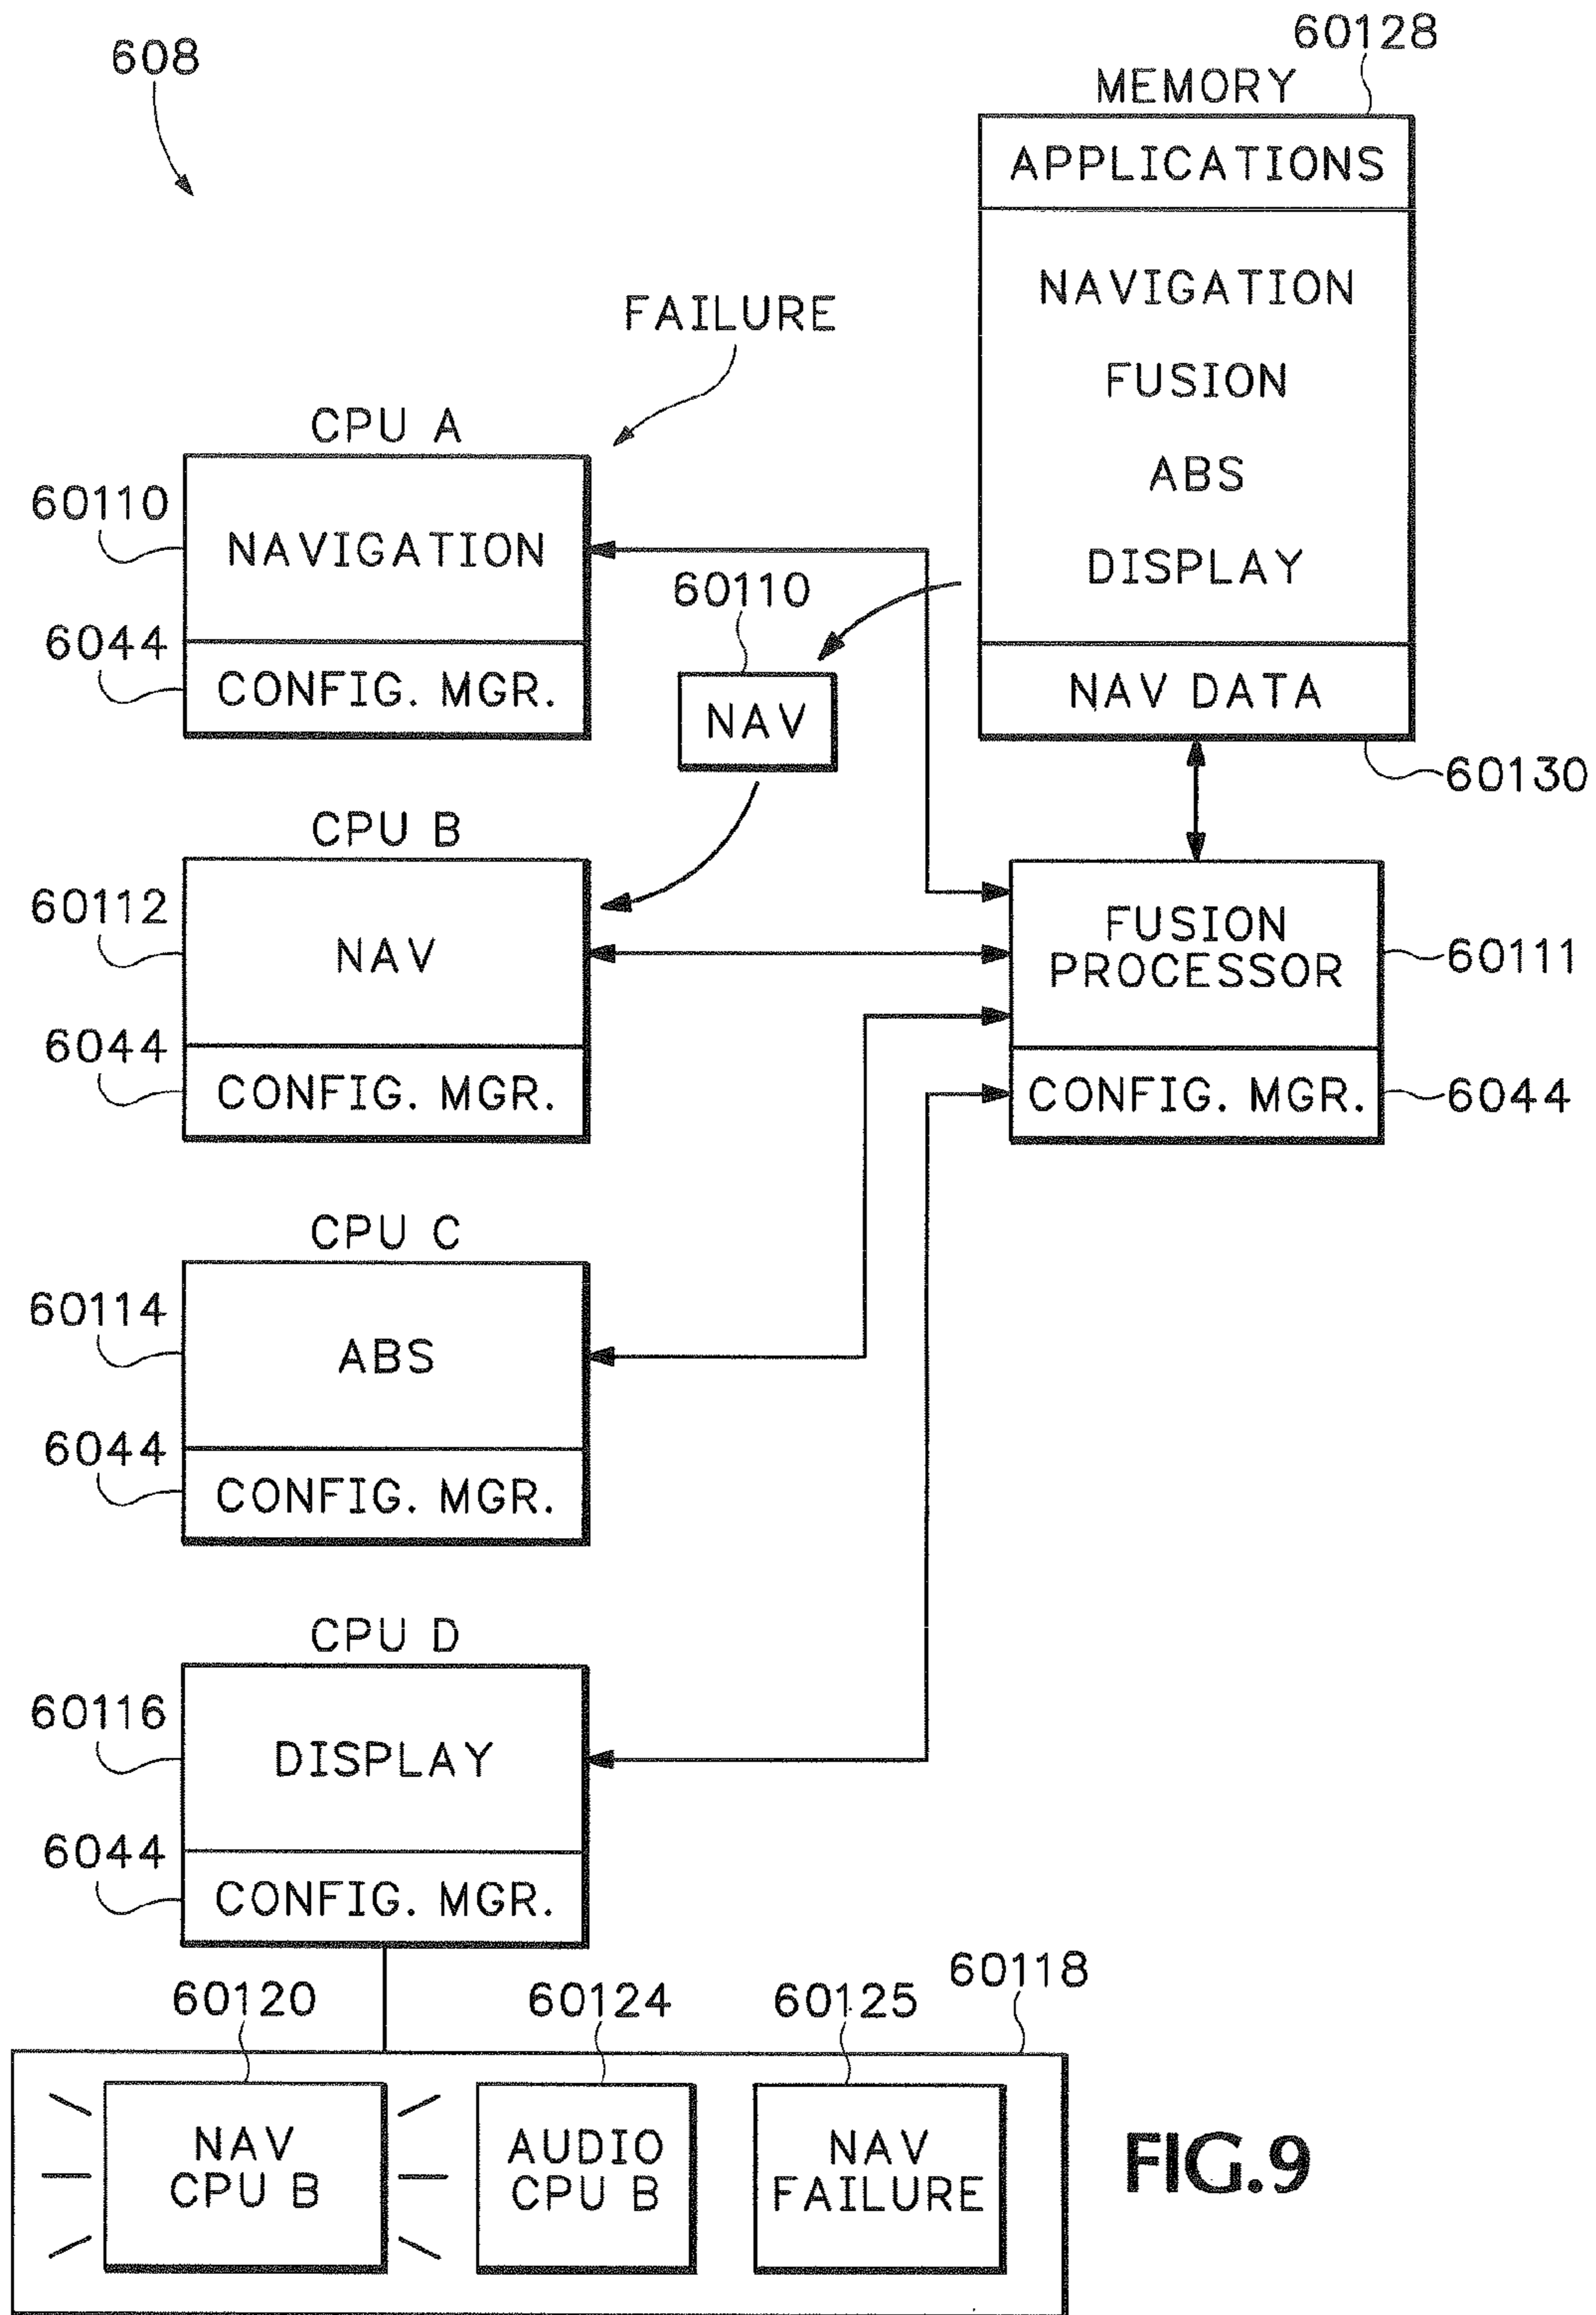 608
60128
MEMORY
APPLICATIONS
NAVIGATION
FUSION
ABS
DISPLAY
NAV DATA
60130
FAILURE
CPU A
60110
NAVIGATION
6044
CONFIG. MGR.
60110
NAV
CPU B
60112
NAV
6044
CONFIG. MGR.
FUSION
PROCESSOR
60111
CONFIG. MGR.
6044
CPU C
60114
ABS
6044
CONFIG. MGR.
CPU D
60116
DISPLAY
6044
CONFIG. MGR.
60118
60120
NAV
CPU B
60124
AUDIO
CPU B
60125
NAV
FAILURE
FIG.9